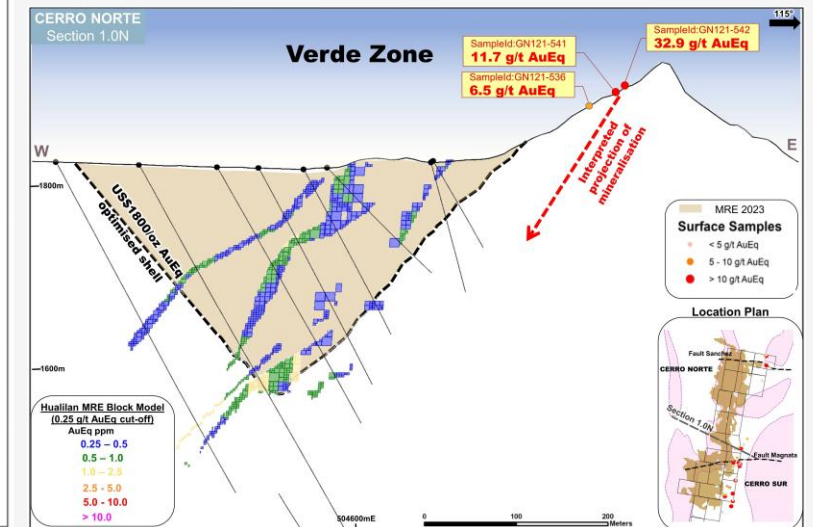 CERRO NORTE
Section 1.0N
Verde Zone
115°
SampleId:GN121-541
11.7 g/t AuEq
SampleId:GN121-542
32.9 g/t AuEq
SampleId:GN121-536
6.5 g/t AuEq
W
E
Interpreted
projection of
mineralisation
1800m
US$1800/oz AuEq
optimised shell
1600m
MRE 2023
Surface Samples
< 5 g/t AuEq
5 - 10 g/t AuEq
> 10 g/t AuEq
Location Plan
Fault Sanchez
CERRO NORTE
Section 1.0N
Fault Magnata
CERRO SUR
Hualilan MRE Block Model
(0.25 g/t AuEq cut-off)
AuEq ppm
0.25 – 0.5
0.5 – 1.0
1.0 – 2.5
2.5 - 5.0
5.0 - 10.0
> 10.0
504600mE
0
100
200
Meters